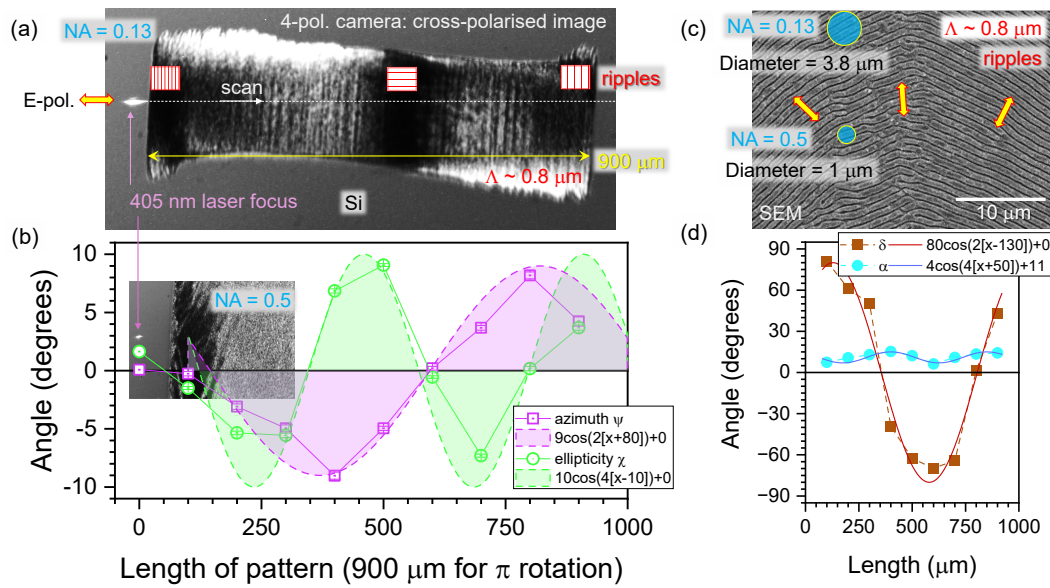 (a)
4-pol. camera: cross-polarised image
NA = 0.13
ripples
E-pol.
scan
900 μm
Λ ~ 0.8 μm
405 nm laser focus
Si
(b)
NA = 0.5
Angle (degrees)
10
5
0
-5
-10
azimuth ψ
9cos(2[x+80])+0
ellipticity χ
10cos(4[x-10])+0
0
250
500
750
1000
Length of pattern (900 μm for π rotation)
(c)
NA = 0.13
Λ ~ 0.8 μm
Diameter = 3.8 μm
ripples
NA = 0.5
Diameter = 1 μm
SEM
10 μm
(d)
δ 80cos(2[x-130])+0
α 4cos(4[x+50])+11
Angle (degrees)
90
60
30
0
-30
-60
-90
0
250
500
750
1000
Length (μm)